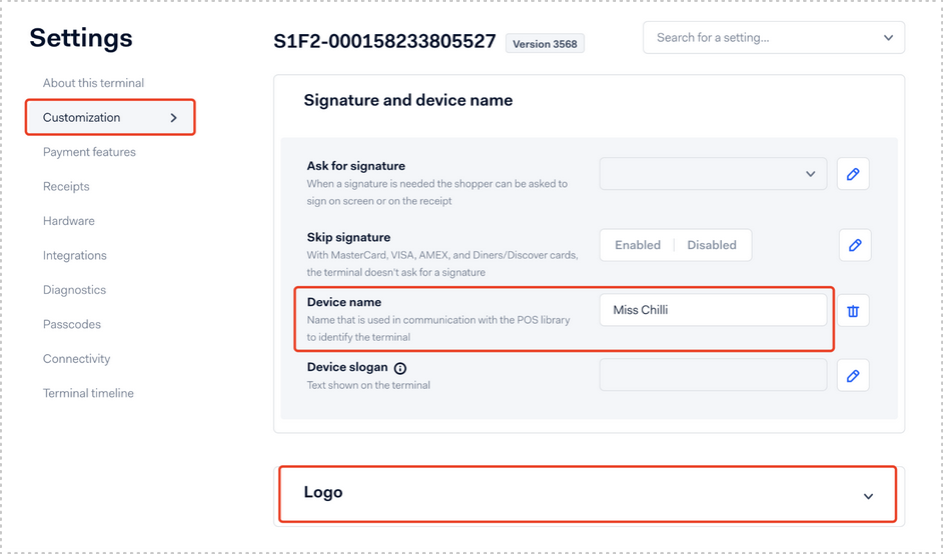 Settings
About this terminal
Customization
Payment features
Receipts
Hardware
Integrations
Diagnostics
Passcodes
Connectivity
Terminal timeline
S1F2-000158233805527 Version 3568
Search for a setting...
Signature and device name
Ask for signature
When a signature is needed the shopper can be asked to
sign on screen or on the receipt
Skip signature
With MasterCard, VISA, AMEX, and Diners/Discover cards,
the terminal doesn't ask for a signature
Enabled Disabled
Device name
Name that is used in communication with the POS library
to identify the terminal
Miss Chilli
Device slogan
Text shown on the terminal
Logo